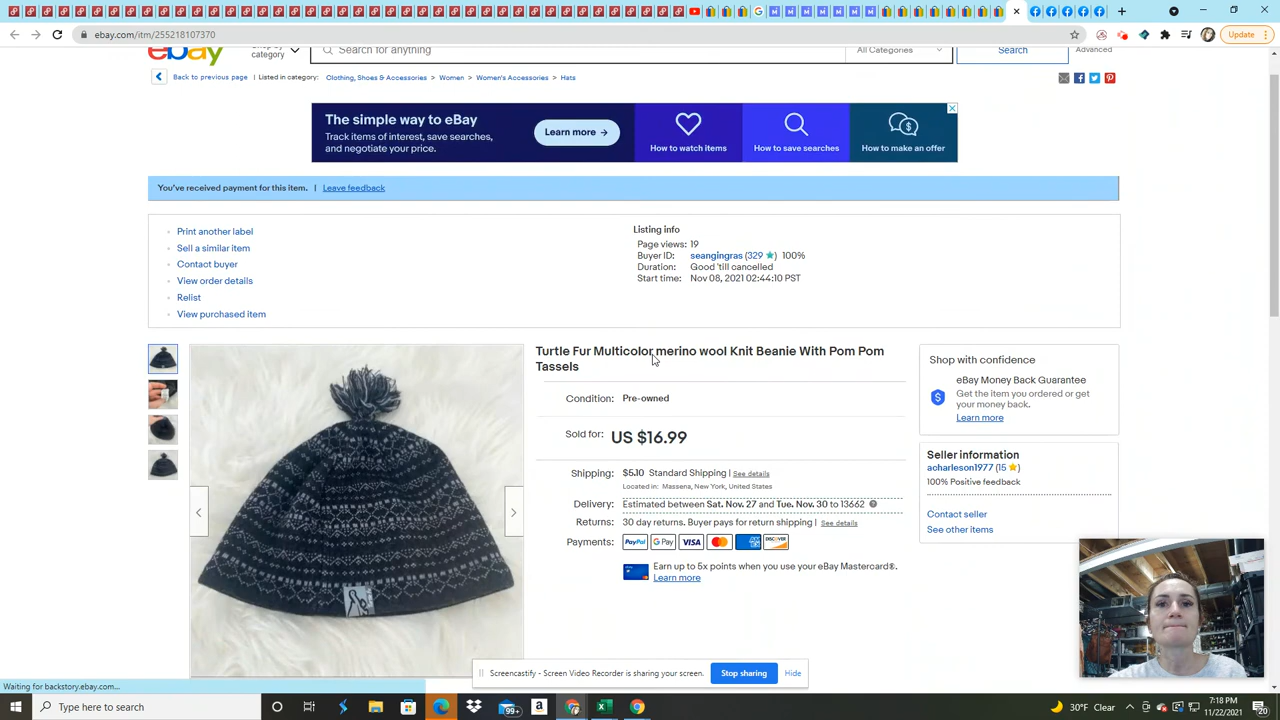 ebay.com/itm/255218107370
Update
ebay
Shop by
category
Search for anything
All Categories
Search
Advanced
Back to previous page | Listed in category: Clothing, Shoes & Accessories > Women > Women's Accessories > Hats
The simple way to eBay
Track items of interest, save searches,
and negotiate your price.
Learn more →
How to watch items
How to save searches
How to make an offer
You've received payment for this item. | Leave feedback
Print another label
Sell a similar item
Contact buyer
View order details
Relist
View purchased item
Listing info
Page views: 19
Buyer ID: seangingras (329 ) 100%
Duration: Good 'till cancelled
Start time: Nov 08, 2021 02:44:10 PST
Turtle Fur Multicolor merino wool Knit Beanie With Pom Pom
Tassels
Condition: Pre-owned
Sold for: US $16.99
Shipping: $5.10 Standard Shipping | See details
Located in: Massena, New York, United States
Delivery: Estimated between Sat. Nov. 27 and Tue. Nov. 30 to 13662
Returns: 30 day returns. Buyer pays for return shipping | See details
Payments: PayPal G Pay VISA DISCOVER
Earn up to 5x points when you use your eBay Mastercard®.
Learn more
Shop with confidence
eBay Money Back Guarantee
Get the item you ordered or get
your money back.
Learn more
Seller information
acharleson1977 (15 )
100% Positive feedback
Contact seller
See other items
Screencastify - Screen Video Recorder is sharing your screen.
Stop sharing
Hide
Waiting for backstory.ebay.com...
Type here to search
99+
30°F Clear
7:18 PM
11/22/2021
20